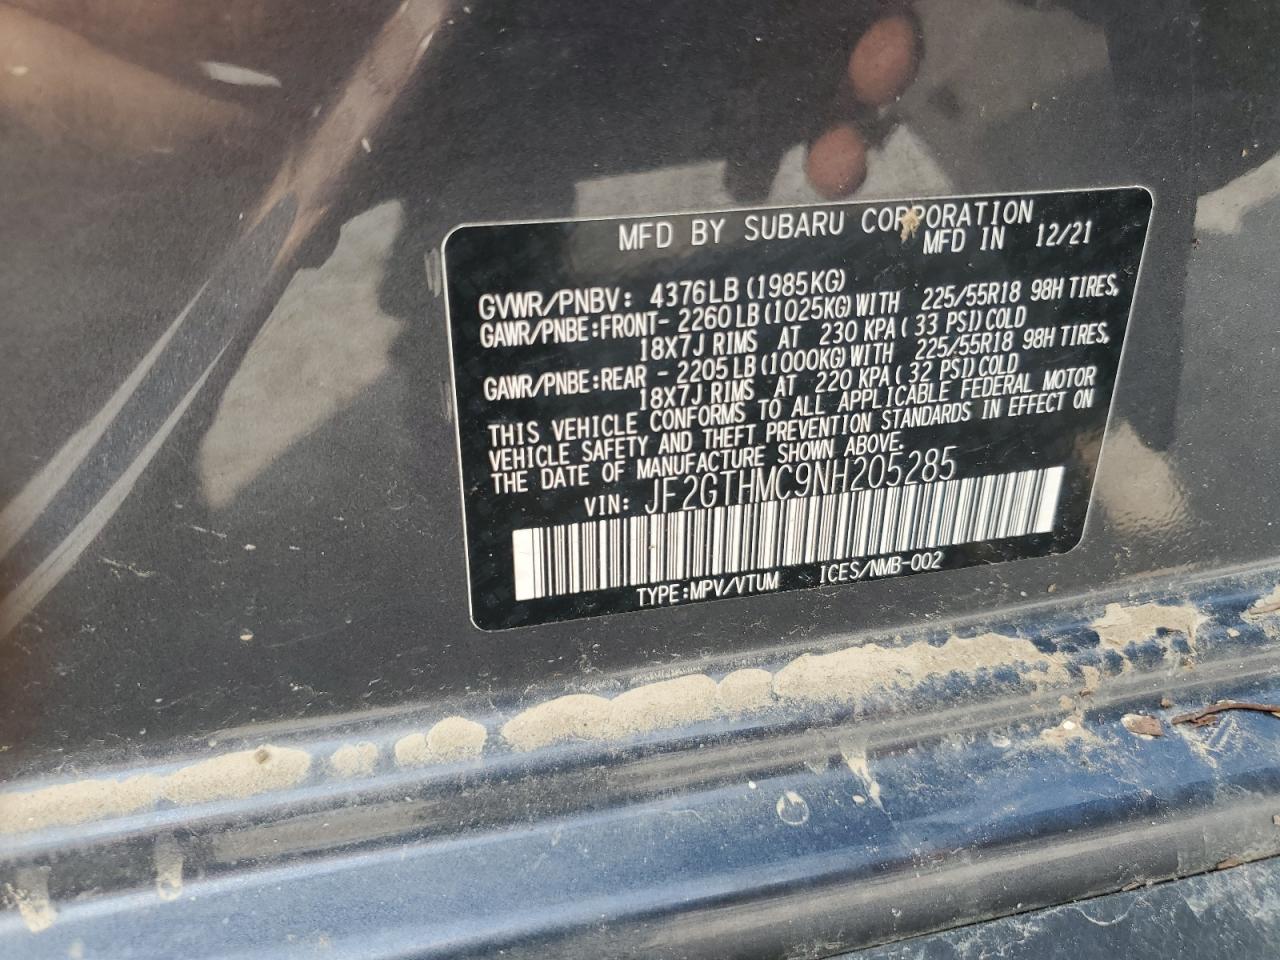 MFD BY SUBARU CORPORATION
MFD IN 12/21
GVWR/PNBV: 4376LB (1985KG)
GAWR/PNBE:FRONT- 2260LB (1025KG) WITH 225/55R18 98H TIRES,
18X7J RIMS AT 230 KPA ( 33 PSI) COLD
GAWR/PNBE:REAR - 2205LB (1000KG) WITH 225/55R18 98H TIRES,
18X7J RIMS AT 220 KPA ( 32 PSI) COLD
THIS VEHICLE CONFORMS TO ALL APPLICABLE FEDERAL MOTOR
VEHICLE SAFETY AND THEFT PREVENTION STANDARDS IN EFFECT ON
THE DATE OF MANUFACTURE SHOWN ABOVE.
VIN: JF2GTHMC9NH205285
TYPE:MPV/VTUM ICES/NMB-002